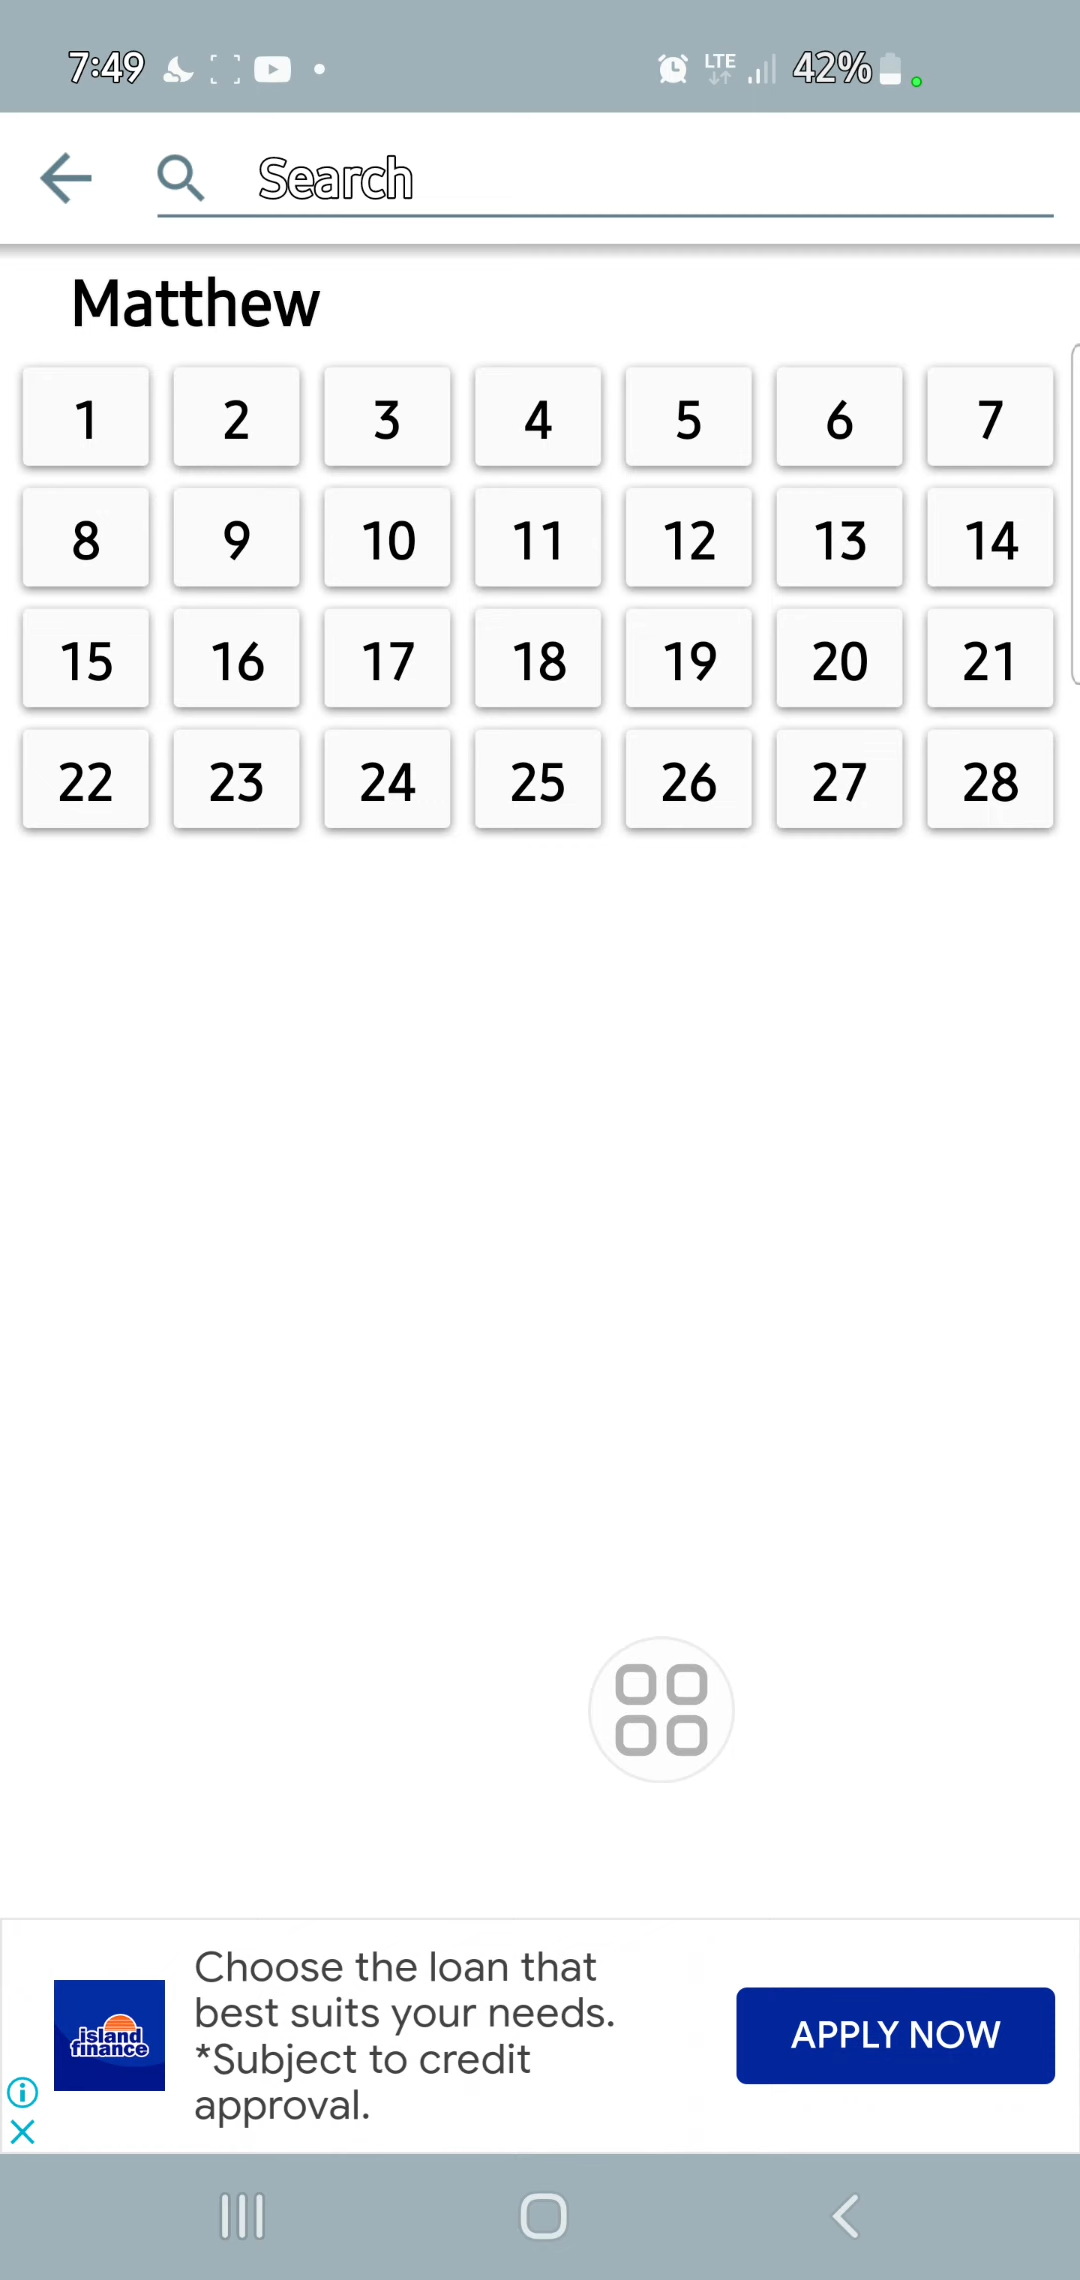 7:49 LTE 42%
Search
Matthew
1 2 3 4 5 6 7
8 9 10 11 12 13 14
15 16 17 18 19 20 21
22 23 24 25 26 27 28
Choose the loan that
best suits your needs.
*Subject to credit
approval.
island
finance
APPLY NOW